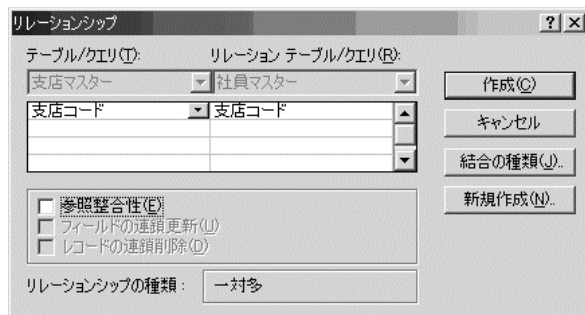 リレーションシップ
テーブル/クエリ(T):
リレーション テーブル/クエリ(R):
支店マスター
社員マスター
作成(C)
支店コード
支店コード
キャンセル
結合の種類(J)..
新規作成(N)..
参照整合性(E)
フィールドの連鎖更新(U)
レコードの連鎖削除(D)
リレーションシップの種類:
一対多